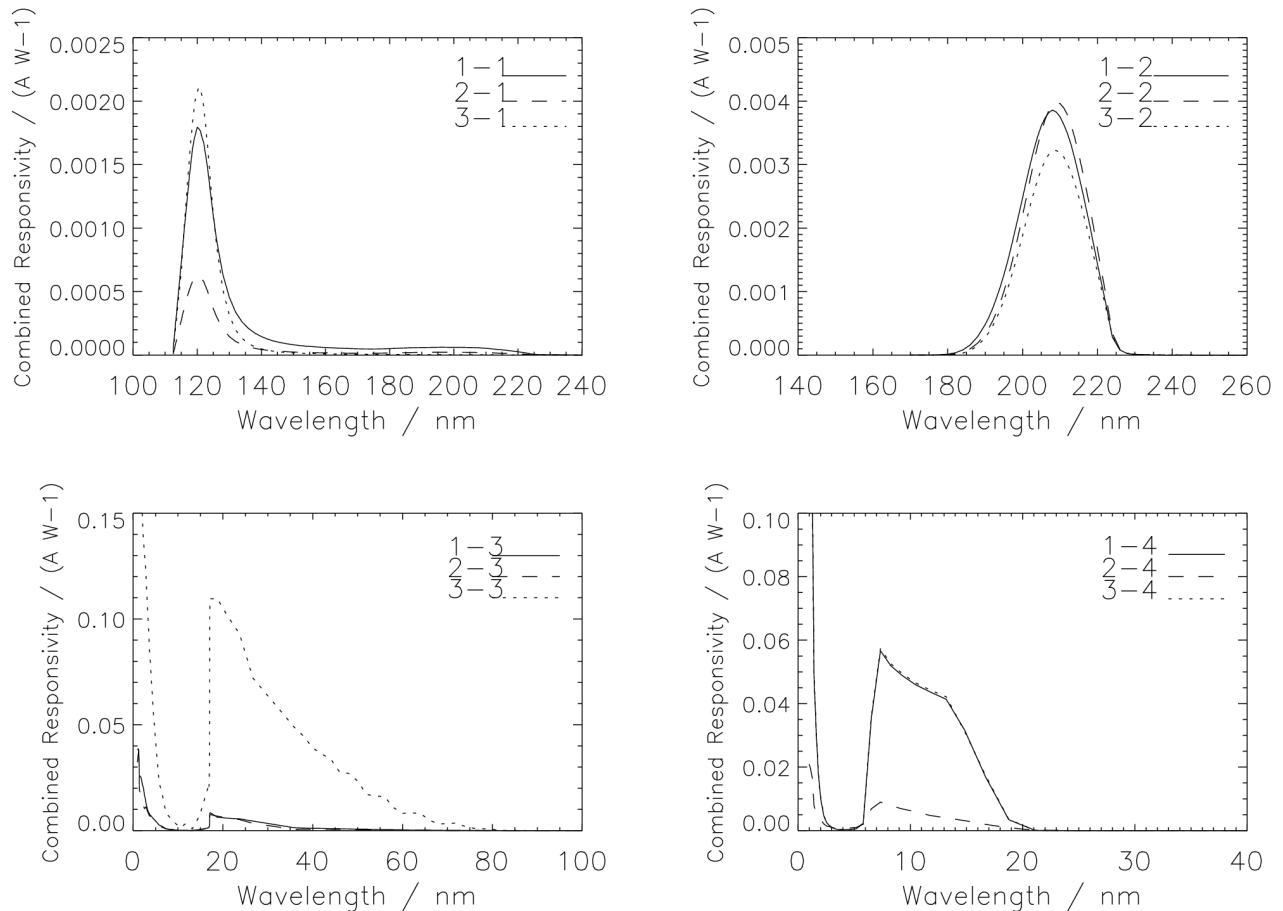 Combined Responsivity / (A W−1)
0.0025
0.0020
0.0015
0.0010
0.0005
0.0000
1−1
2−1
3−1
100 120 140 160 180 200 220 240
Wavelength / nm
Combined Responsivity / (A W−1)
0.005
0.004
0.003
0.002
0.001
0.000
1−2
2−2
3−2
140 160 180 200 220 240 260
Wavelength / nm
Combined Responsivity / (A W−1)
0.15
0.10
0.05
0.00
1−3
2−3
3−3
0 20 40 60 80 100
Wavelength / nm
Combined Responsivity / (A W−1)
0.10
0.08
0.06
0.04
0.02
0.00
1−4
2−4
3−4
0 10 20 30 40
Wavelength / nm